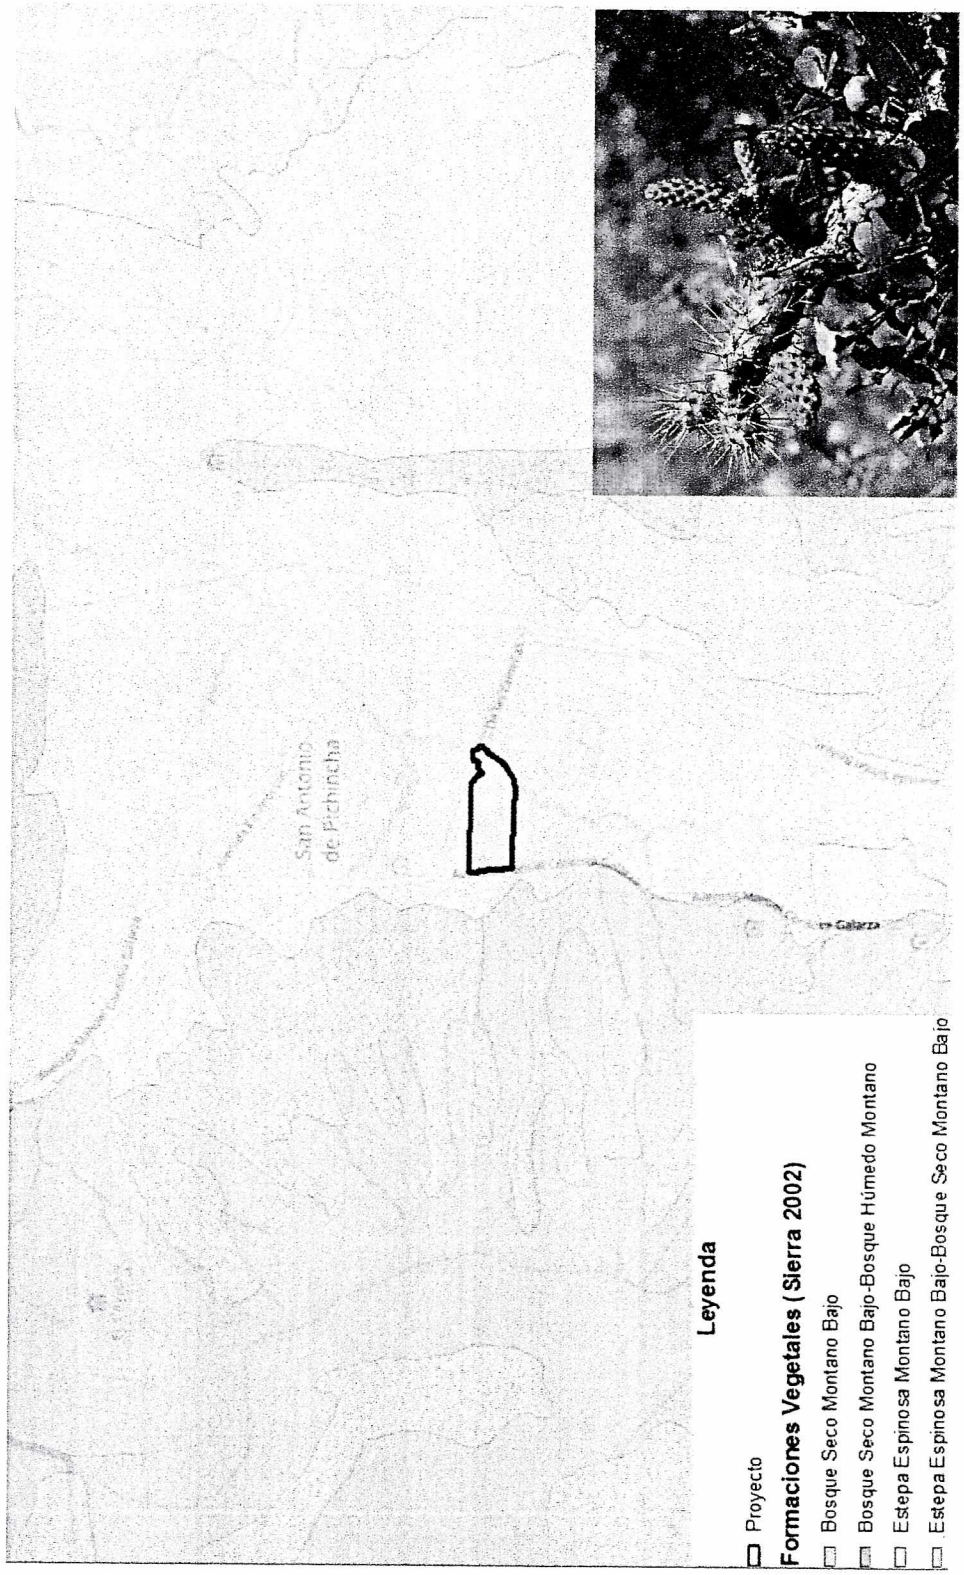 San Antonio
de Pichincha
Galarza
Leyenda
Proyecto
Formaciones Vegetales ( Sierra 2002)
Bosque Seco Montano Bajo
Bosque Seco Montano Bajo-Bosque Húmedo Montano
Estepa Espinosa Montano Bajo
Estepa Espinosa Montano Bajo-Bosque Seco Montano Bajo